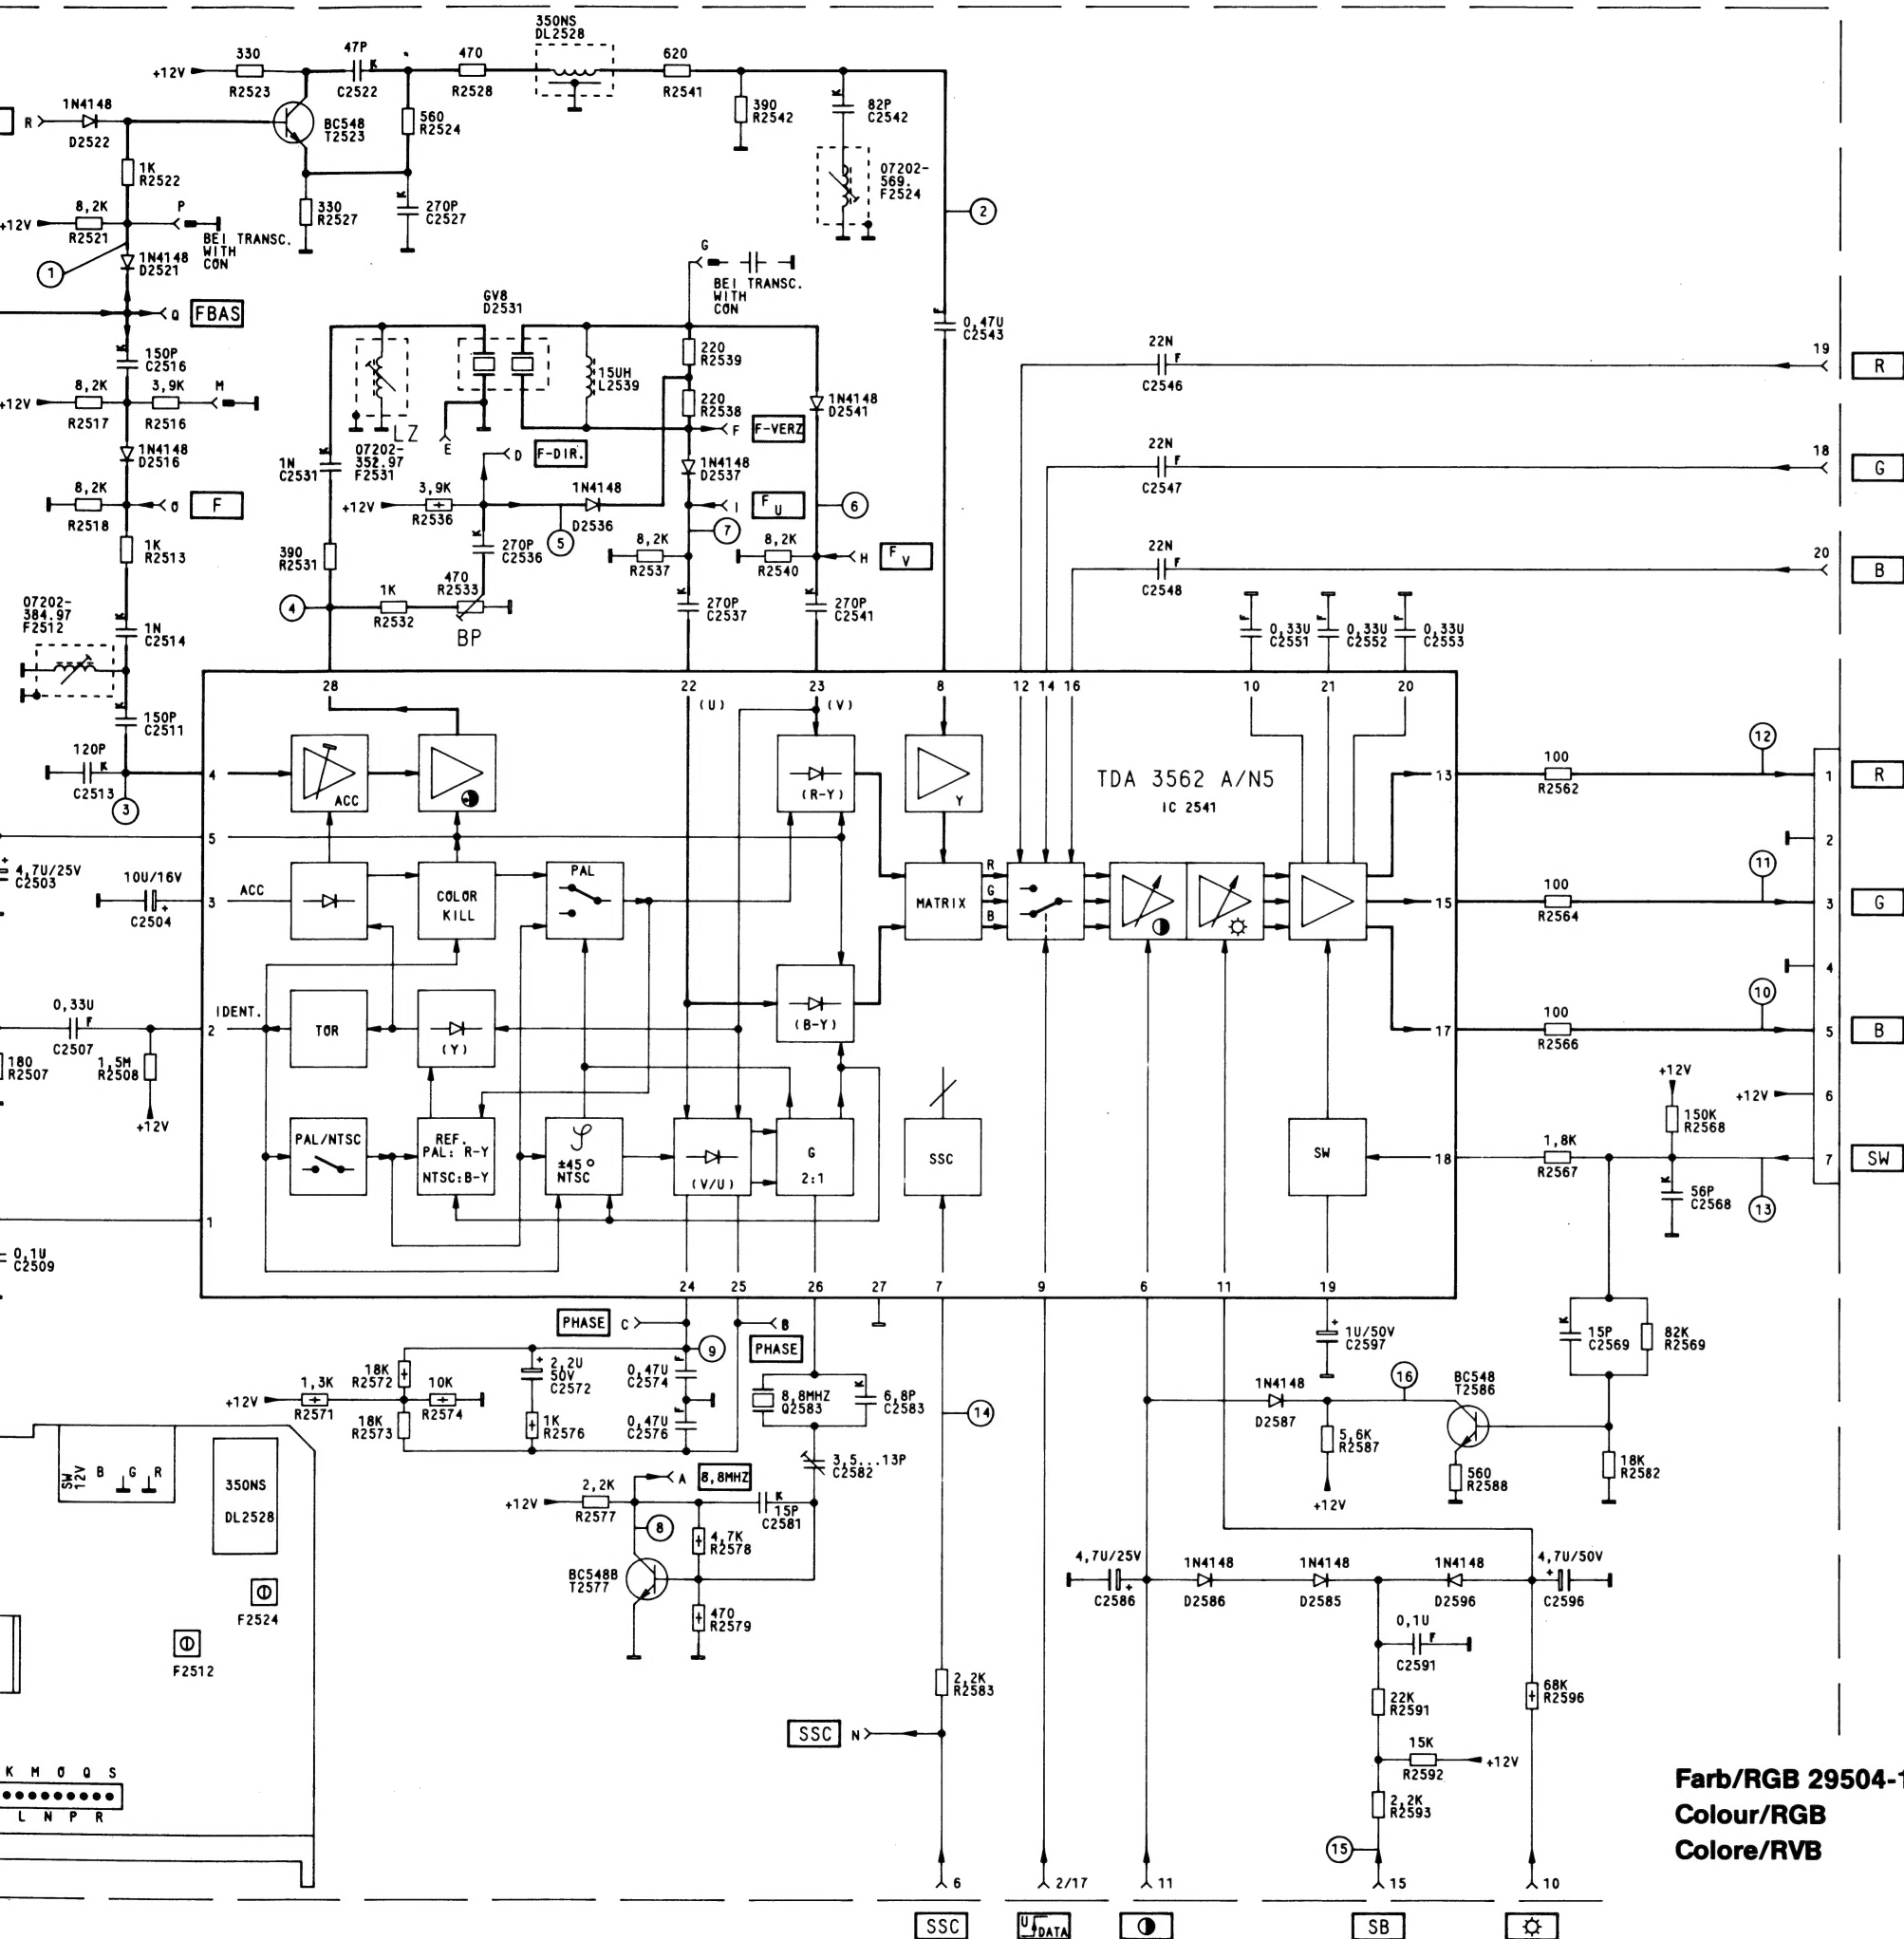 350NS
DL2528
330
47P
470
620
+12V
R2523
C2522
R2528
R2541
1N4148
R
D2522
BC548
T2523
560
R2524
390
R2542
82P
C2542
1K
R2522
07202-
569.
F2524
8,2K
P
+12V
R2521
BEI TRANSC.
WITH
CON
330
R2527
270P
C2527
2
1
1N4148
D2521
G
BEI TRANSC.
WITH
CON
Q
FBAS
GV8
D2531
0,47U
C2543
150P
C2516
220
R2539
15UH
L2539
22N
F
C2546
19
R
8,2K
3,9K
M
+12V
R2517
R2516
220
R2538
1N4148
D2541
F
F-VERZ
LZ
E
1N4148
D2516
1N
C2531
07202-
352.97
F2531
D
F-DIR.
1N4148
D2537
22N
F
C2547
18
G
8,2K
R2518
O
F
+12V
3,9K
R2536
1N4148
D2536
I
F U
6
5
7
1K
R2513
390
R2531
270P
C2536
8,2K
R2537
8,2K
R2540
H
F V
22N
F
C2548
20
B
07202-
384.97
F2512
4
1K
R2532
470
R2533
BP
270P
C2537
270P
C2541
1N
C2514
0,33U
C2551
0,33U
C2552
0,33U
C2553
28
22
(U)
23
(V)
8
12
14
16
10
21
20
150P
C2511
120P
C2513
3
4
ACC
(R-Y)
Y
TDA 3562 A/N5
IC 2541
13
100
R2562
12
1
R
5
2
4,7U/25V
C2503
10U/16V
C2504
3
ACC
COLOR
KILL
PAL
MATRIX
R
G
B
15
100
R2564
11
3
G
4
0,33U
F
C2507
IDENT.
2
TOR
(Y)
(B-Y)
17
100
R2566
10
5
B
180
R2507
1,5M
R2508
+12V
+12V
150K
R2568
+12V
6
PAL/NTSC
REF.
PAL: R-Y
NTSC:B-Y
±45°
NTSC
(V/U)
G
2:1
SSC
SW
18
1,8K
R2567
7
SW
56P
C2568
13
1
0,1U
C2509
24
25
26
27
7
9
6
11
19
PHASE
C
B
PHASE
9
1U/50V
C2597
15P
C2569
82K
R2569
18K
R2572
2,2U
50V
C2572
0,47U
C2574
+12V
1,3K
R2571
10K
R2574
18K
R2573
1K
R2576
0,47U
C2576
8,8MHZ
Q2583
6,8P
C2583
14
1N4148
D2587
16
BC548
T2586
5,6K
R2587
+12V
560
R2588
18K
R2582
3,5...13P
C2582
A
8,8MHZ
SW
12V
B
G
R
350NS
DL2528
+12V
2,2K
R2577
15P
C2581
8
4,7K
R2578
BC548B
T2577
470
R2579
4,7U/25V
C2586
1N4148
D2586
1N4148
D2585
1N4148
D2596
4,7U/50V
C2596
0,1U
F
C2591
F2524
F2512
2,2K
R2583
22K
R2591
68K
R2596
SSC
N
15K
R2592
+12V
2,2K
R2593
K M O Q S
L N P R
15
Farb/RGB 29504-1
Colour/RGB
Colore/RVB
6
2/17
11
15
10
SSC
U DATA
SB